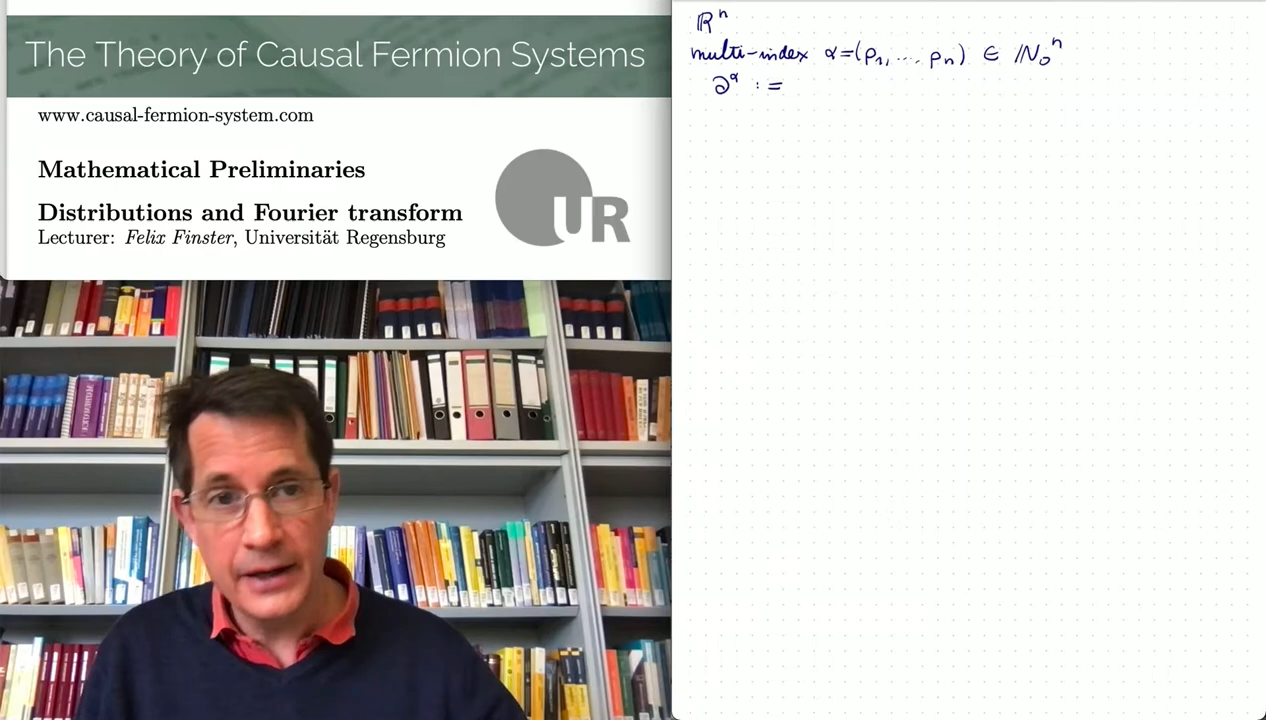 The Theory of Causal Fermion Systems
www.causal-fermion-system.com
Mathematical Preliminaries
Distributions and Fourier transform
Lecturer: Felix Finster, Universität Regensburg
UR
ℝⁿ
multi-index α=(p₁, ... pₙ) ∈ ℕ₀ⁿ
∂^α :=